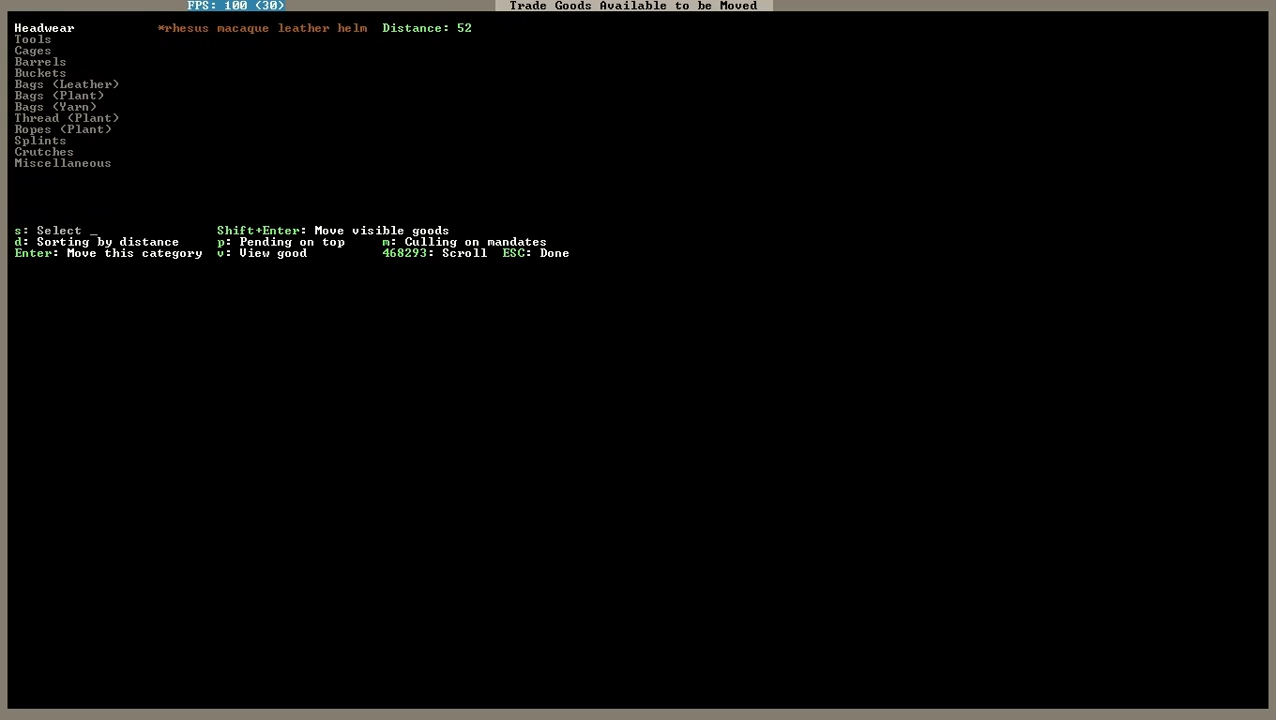 FPS: 100 (30) Trade Goods Available to be Moved
Headwear *rhesus macaque leather helm Distance: 52
Tools
Cages
Barrels
Buckets
Bags (Leather)
Bags (Plant)
Bags (Yarn)
Thread (Plant)
Ropes (Plant)
Splints
Crutches
Miscellaneous
s: Select _ Shift+Enter: Move visible goods
d: Sorting by distance p: Pending on top m: Culling on mandates
Enter: Move this category v: View good 468293: Scroll ESC: Done